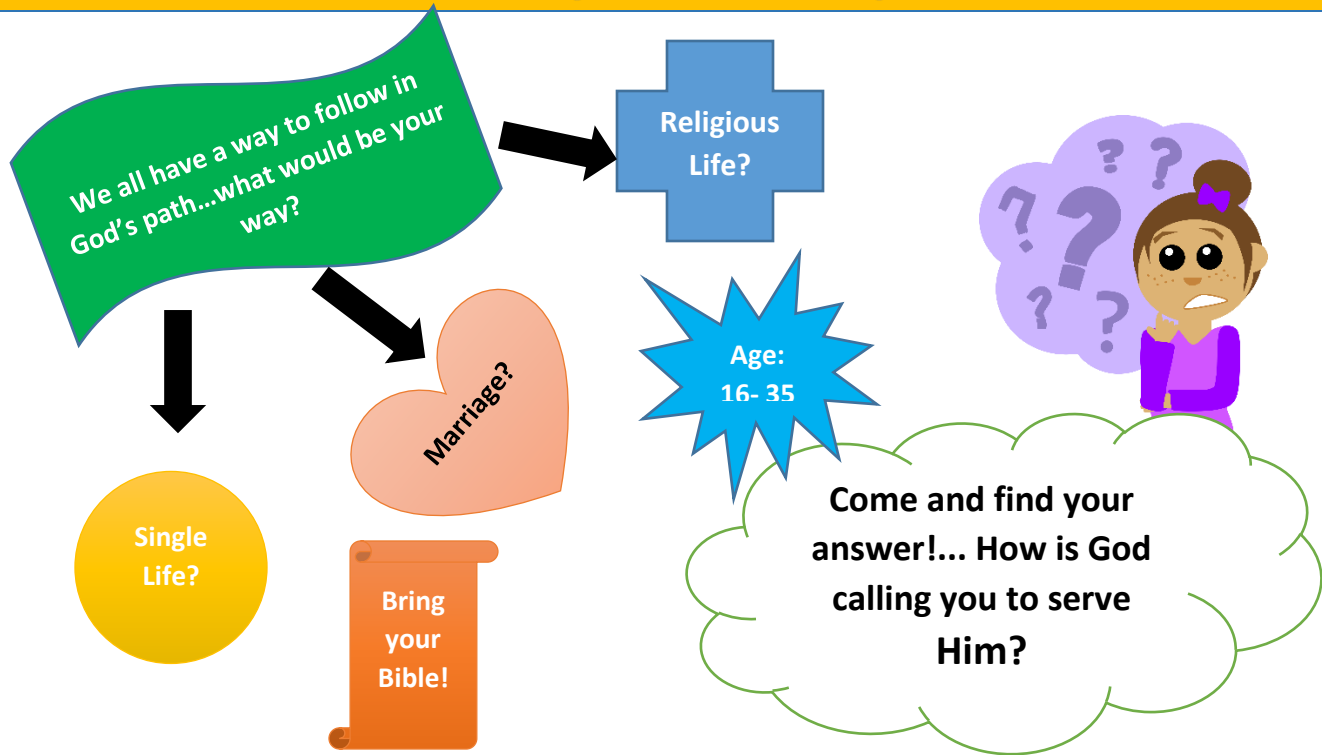 We all have a way to follow in
God's path...what would be your
way?
Religious
Life?
Marriage?
Age:
16- 35
Single
Life?
Bring
your
Bible!
Come and find your
answer!... How is God
calling you to serve
Him?